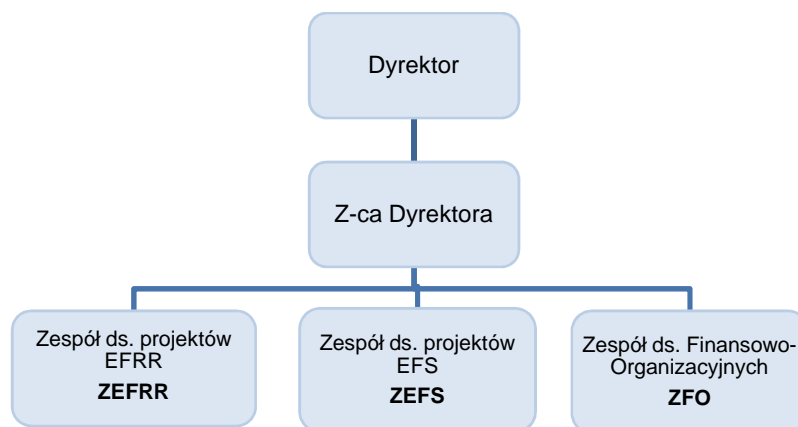 Dyrektor
Z-ca Dyrektora
Zespół ds. projektów
EFRR
ZEFRR
Zespół ds. projektów
EFS
ZEFS
Zespół ds. Finansowo-
Organizacyjnych
ZFO